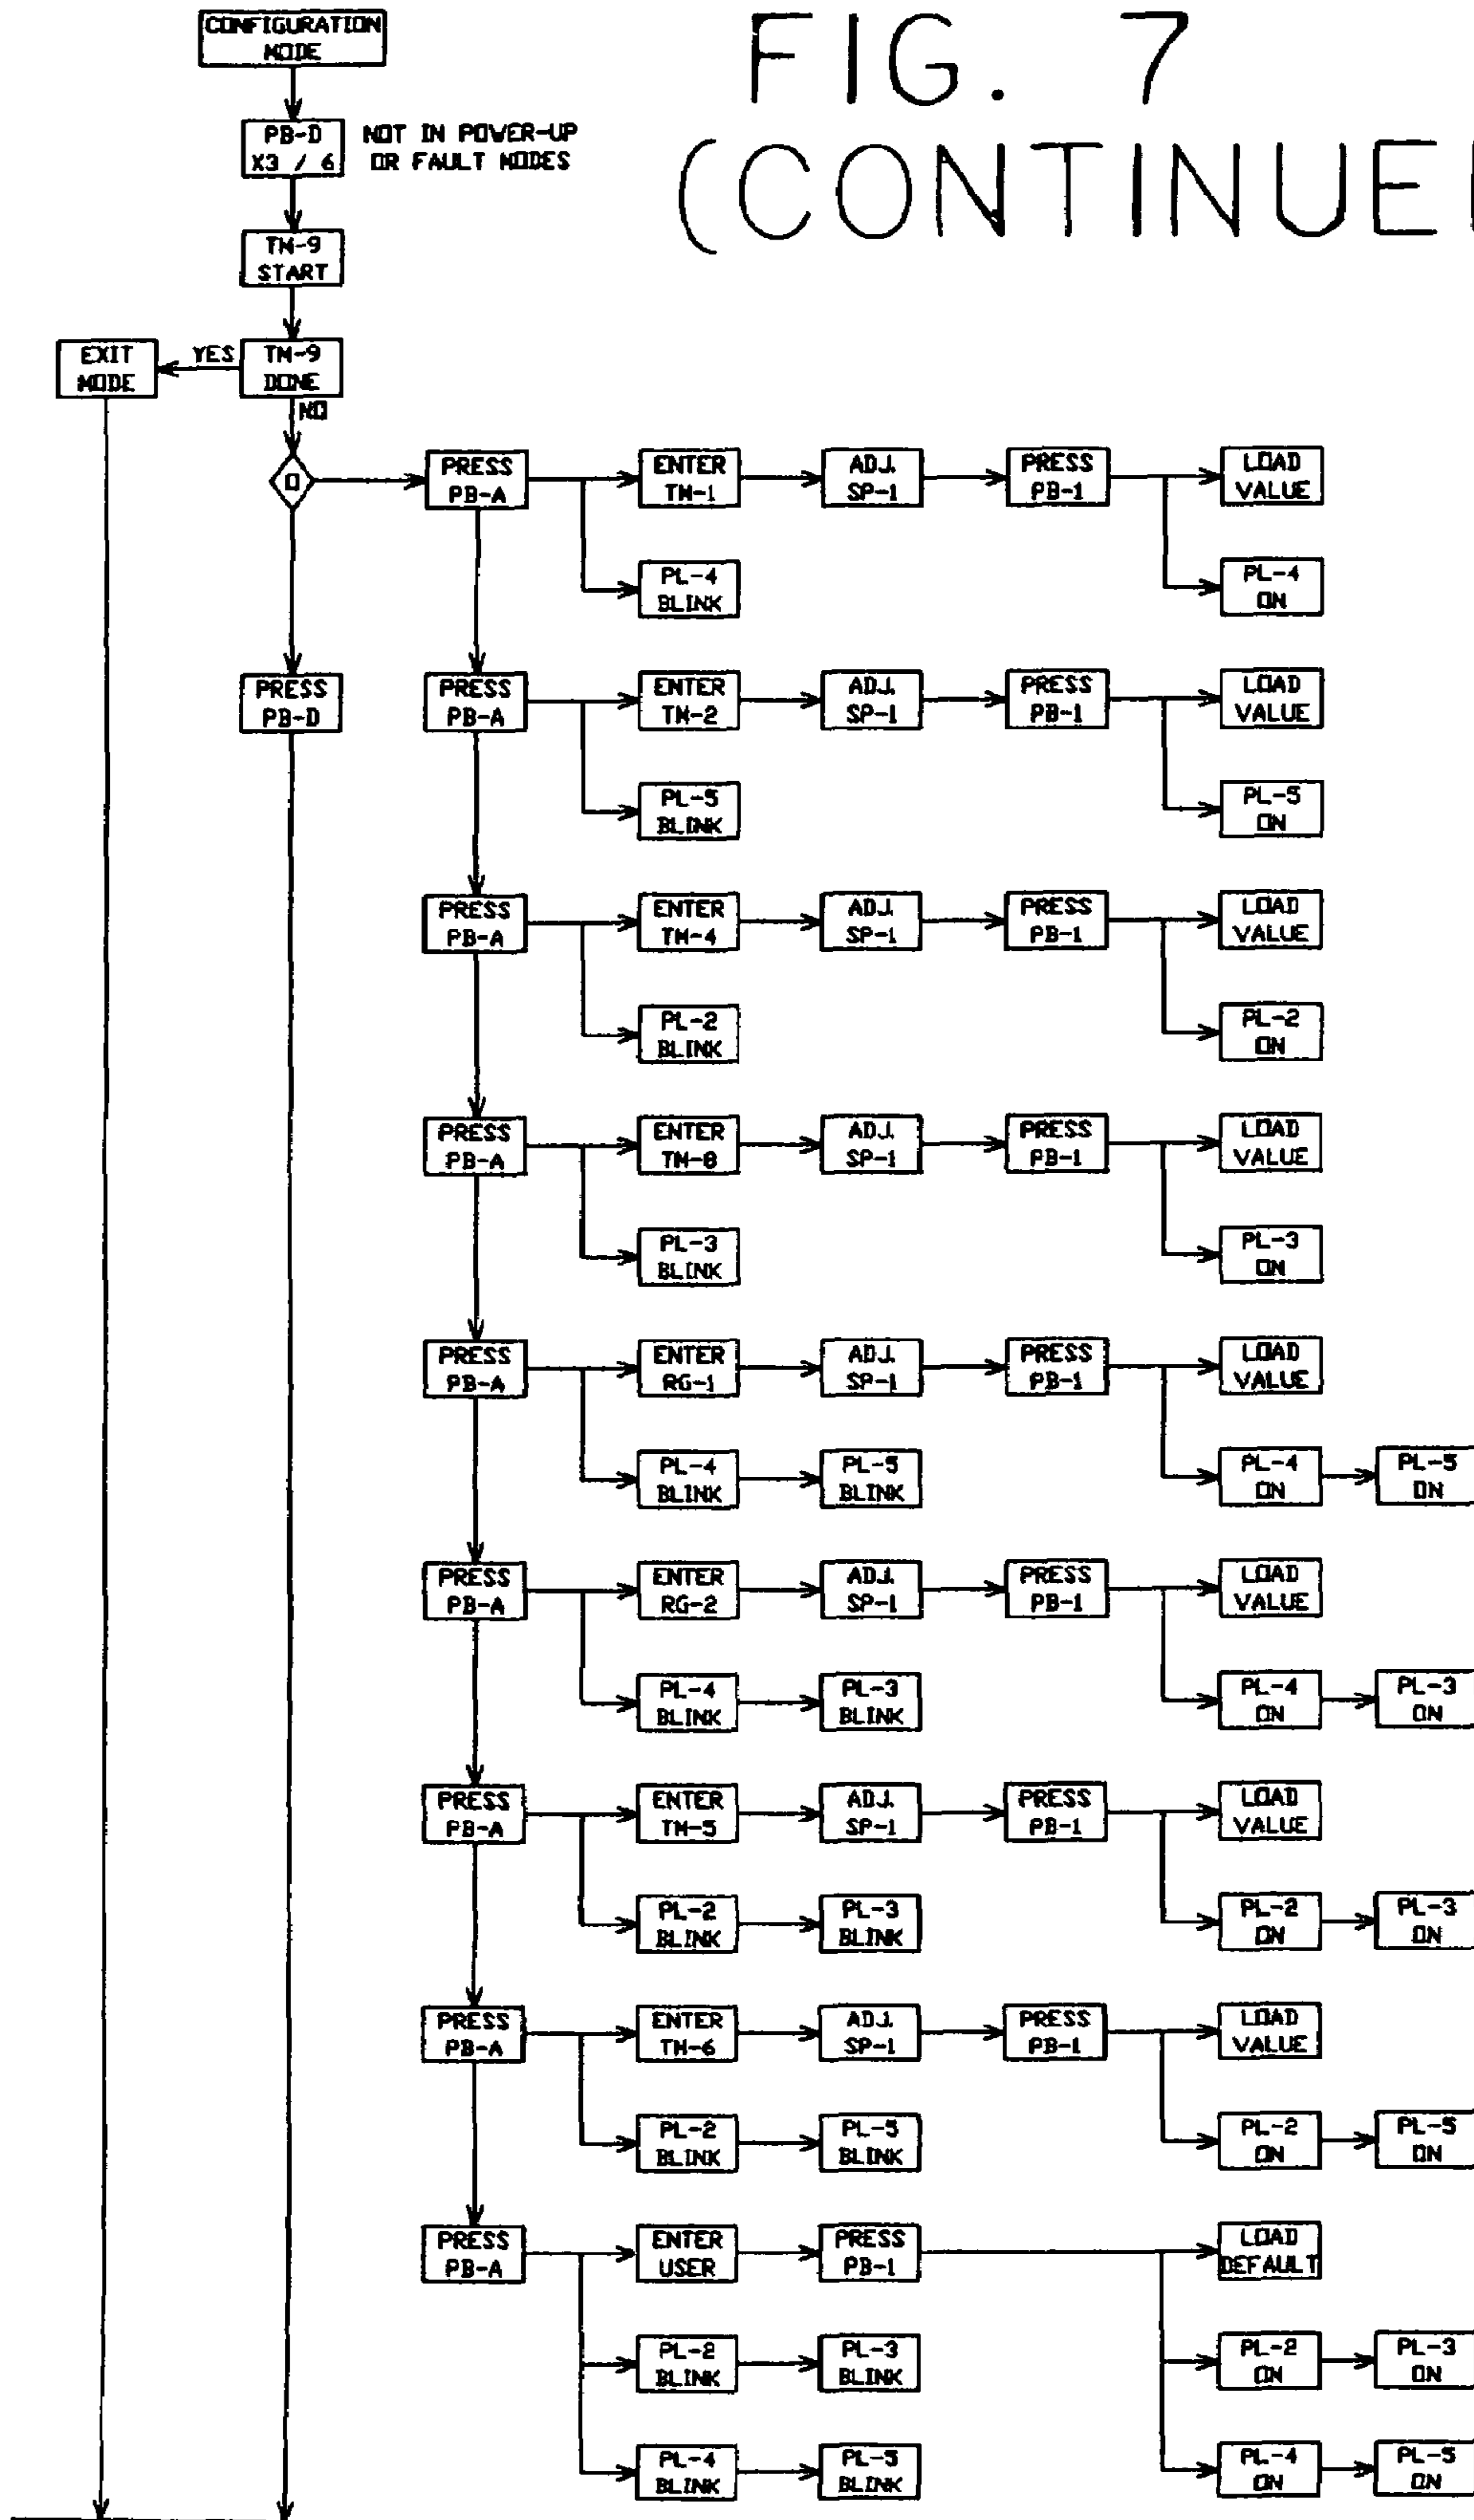 FIG. 7
(CONTINUE
CONFIGURATION
MODE
PB-D
X3 / 6
NOT IN POWER-UP
OR FAULT MODES
TM-9
START
EXIT
MODE
YES
TM-9
DONE
NO
O
PRESS
PB-A
ENTER
TM-1
ADJ.
SP-1
PRESS
PB-1
LOAD
VALUE
PL-4
BLINK
PL-4
ON
PRESS
PB-D
PRESS
PB-A
ENTER
TM-2
ADJ.
SP-1
PRESS
PB-1
LOAD
VALUE
PL-5
BLINK
PL-5
ON
PRESS
PB-A
ENTER
TM-4
ADJ.
SP-1
PRESS
PB-1
LOAD
VALUE
PL-2
BLINK
PL-2
ON
PRESS
PB-A
ENTER
TM-8
ADJ.
SP-1
PRESS
PB-1
LOAD
VALUE
PL-3
BLINK
PL-3
ON
PRESS
PB-A
ENTER
RG-1
ADJ.
SP-1
PRESS
PB-1
LOAD
VALUE
PL-4
BLINK
PL-5
BLINK
PL-4
ON
PL-5
ON
PRESS
PB-A
ENTER
RG-2
ADJ.
SP-1
PRESS
PB-1
LOAD
VALUE
PL-4
BLINK
PL-3
BLINK
PL-4
ON
PL-3
ON
PRESS
PB-A
ENTER
TM-5
ADJ.
SP-1
PRESS
PB-1
LOAD
VALUE
PL-2
BLINK
PL-3
BLINK
PL-2
ON
PL-3
ON
PRESS
PB-A
ENTER
TM-6
ADJ.
SP-1
PRESS
PB-1
LOAD
VALUE
PL-2
BLINK
PL-5
BLINK
PL-2
ON
PL-5
ON
PRESS
PB-A
ENTER
USER
PRESS
PB-1
LOAD
DEFAULT
PL-2
BLINK
PL-3
BLINK
PL-2
ON
PL-3
ON
PL-4
BLINK
PL-5
BLINK
PL-4
ON
PL-5
ON